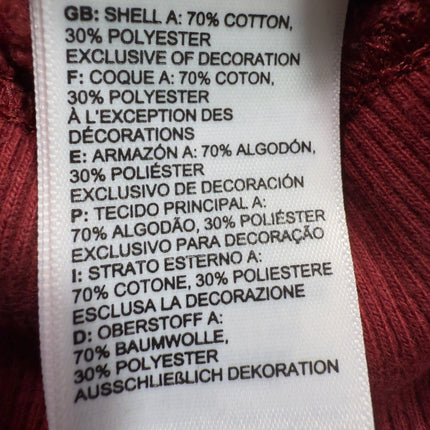 GB: SHELL A: 70% COTTON,
30% POLYESTER
EXCLUSIVE OF DECORATION
F: COQUE A: 70% COTON,
30% POLYESTER
À L'EXCEPTION DES
DÉCORATIONS
E: ARMAZÓN A: 70% ALGODÓN,
30% POLIÉSTER
EXCLUSIVO DE DECORACIÓN
P: TECIDO PRINCIPAL A:
70% ALGODÃO, 30% POLIÉSTER
EXCLUSIVO PARA DECORAÇÃO
I: STRATO ESTERNO A:
70% COTONE, 30% POLIESTERE
ESCLUSA LA DECORAZIONE
D: OBERSTOFF A:
70% BAUMWOLLE,
30% POLYESTER
AUSSCHLIEßLICH DEKORATION